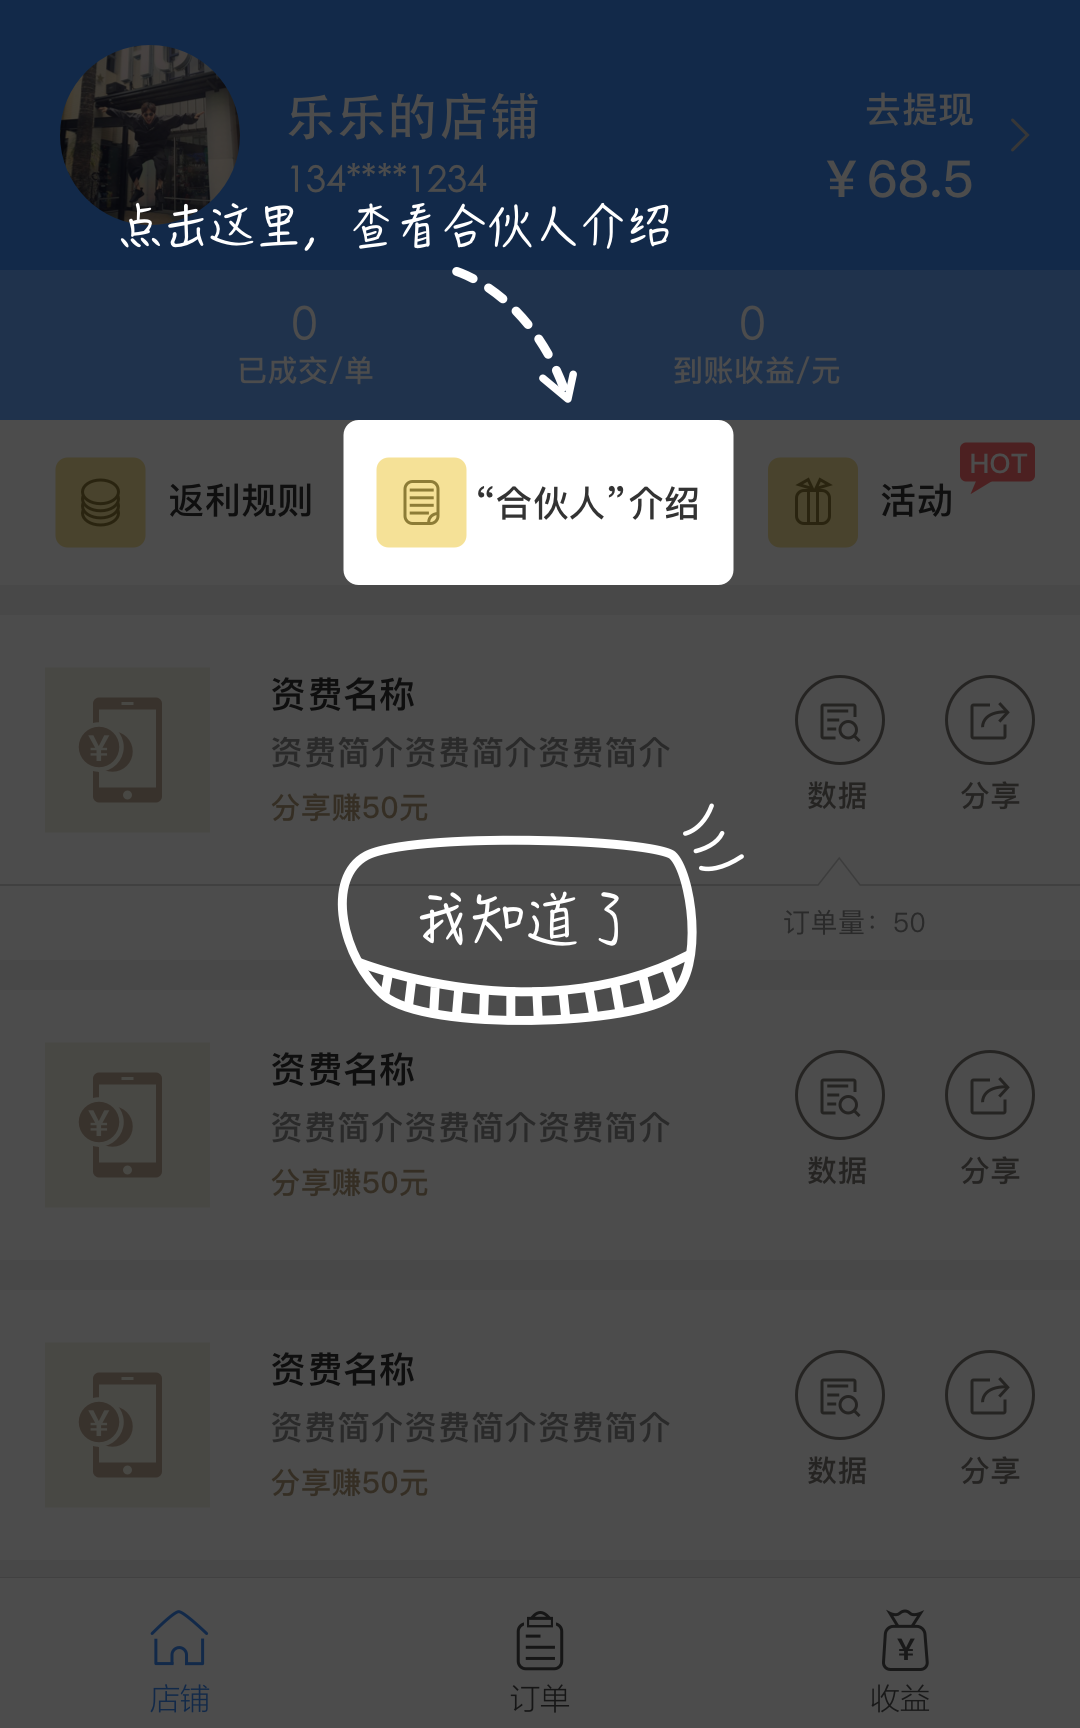 乐乐的店铺
134****1234
去提现
¥ 68.5
点击这里，查看合伙人介绍
0
已成交/单
0
到账收益/元
返利规则
“合伙人”介绍
活动
HOT
资费名称
资费简介资费简介资费简介
分享赚50元
数据
分享
我知道了
订单量：50
资费名称
资费简介资费简介资费简介
分享赚50元
数据
分享
资费名称
资费简介资费简介资费简介
分享赚50元
数据
分享
店铺
订单
收益